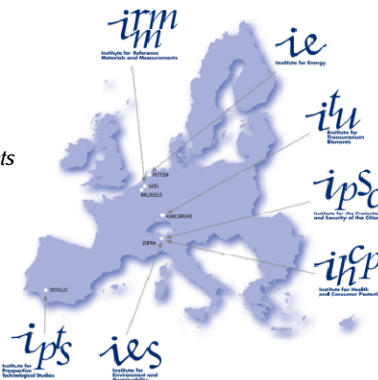 irmm
Institute for Reference
Materials and Measurements
ie
Institute for Energy
itu
Institute for
Transuranium
Elements
nts
PETTEN
GEEL
BRUSSELS
KARLSRUHE
ISPRA
SEVILLE
ipsc
Institute for the Protection
and Security of the Citizen
ihcp
Institute for Health
and Consumer Protection
ipts
Institute for
Prospective
Technological Studies
ies
Institute for
Environment and
Sustainability